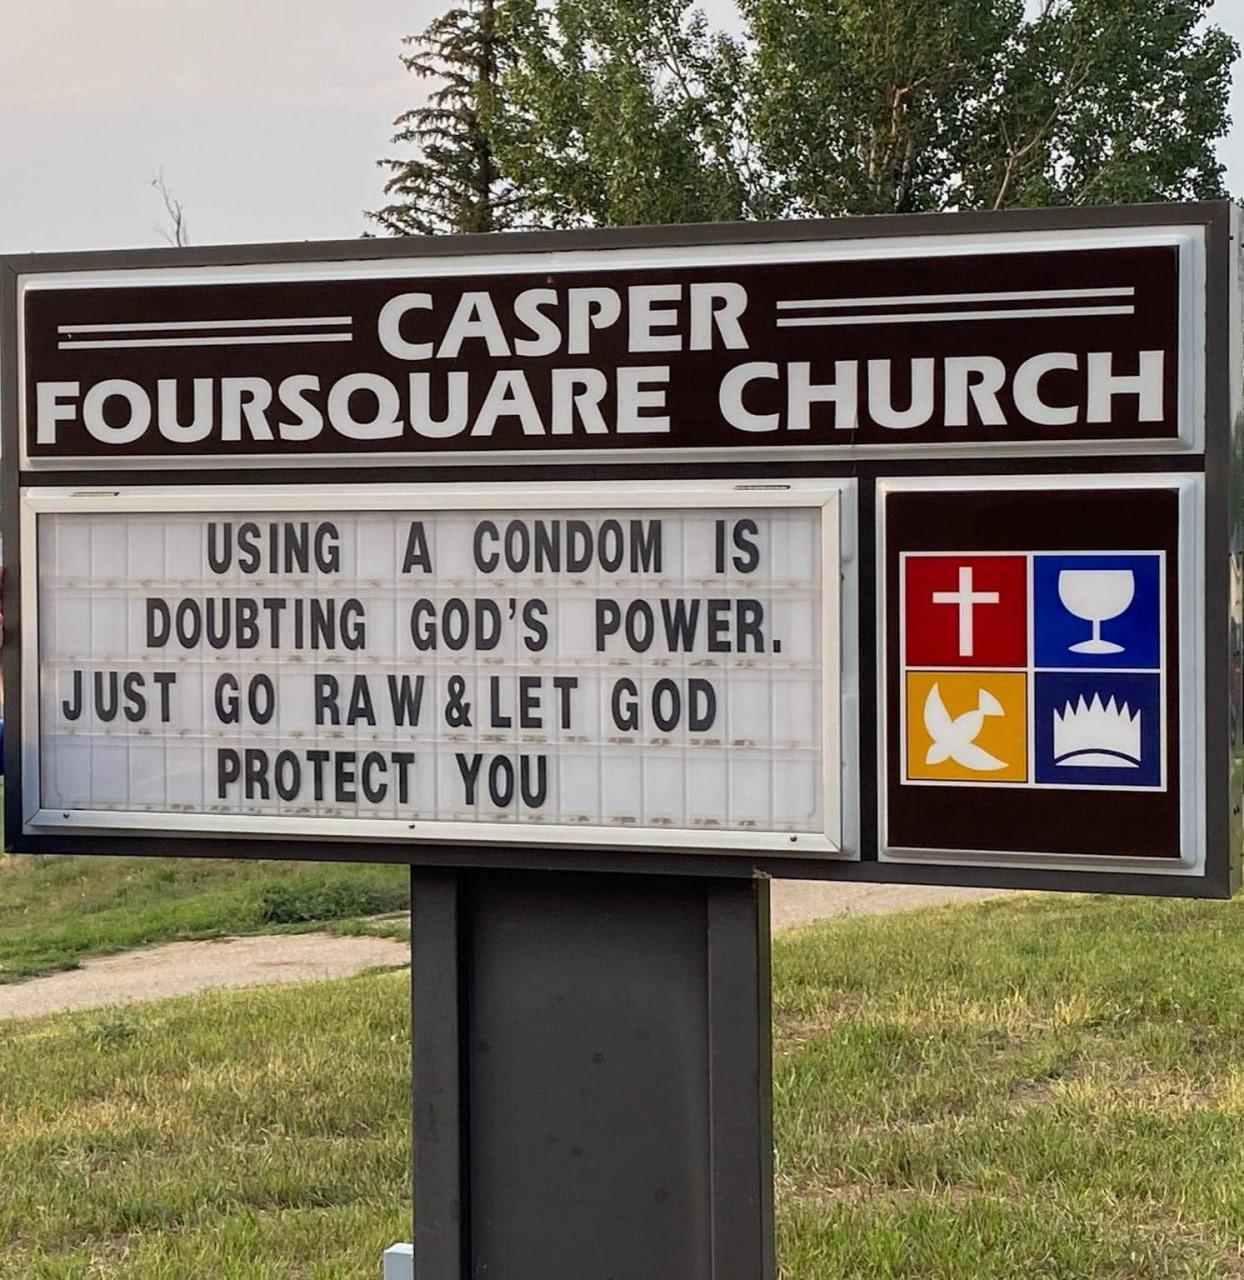 CASPER
FOURSQUARE CHURCH
USING A CONDOM IS
DOUBTING GOD'S POWER.
JUST GO RAW & LET GOD
PROTECT YOU